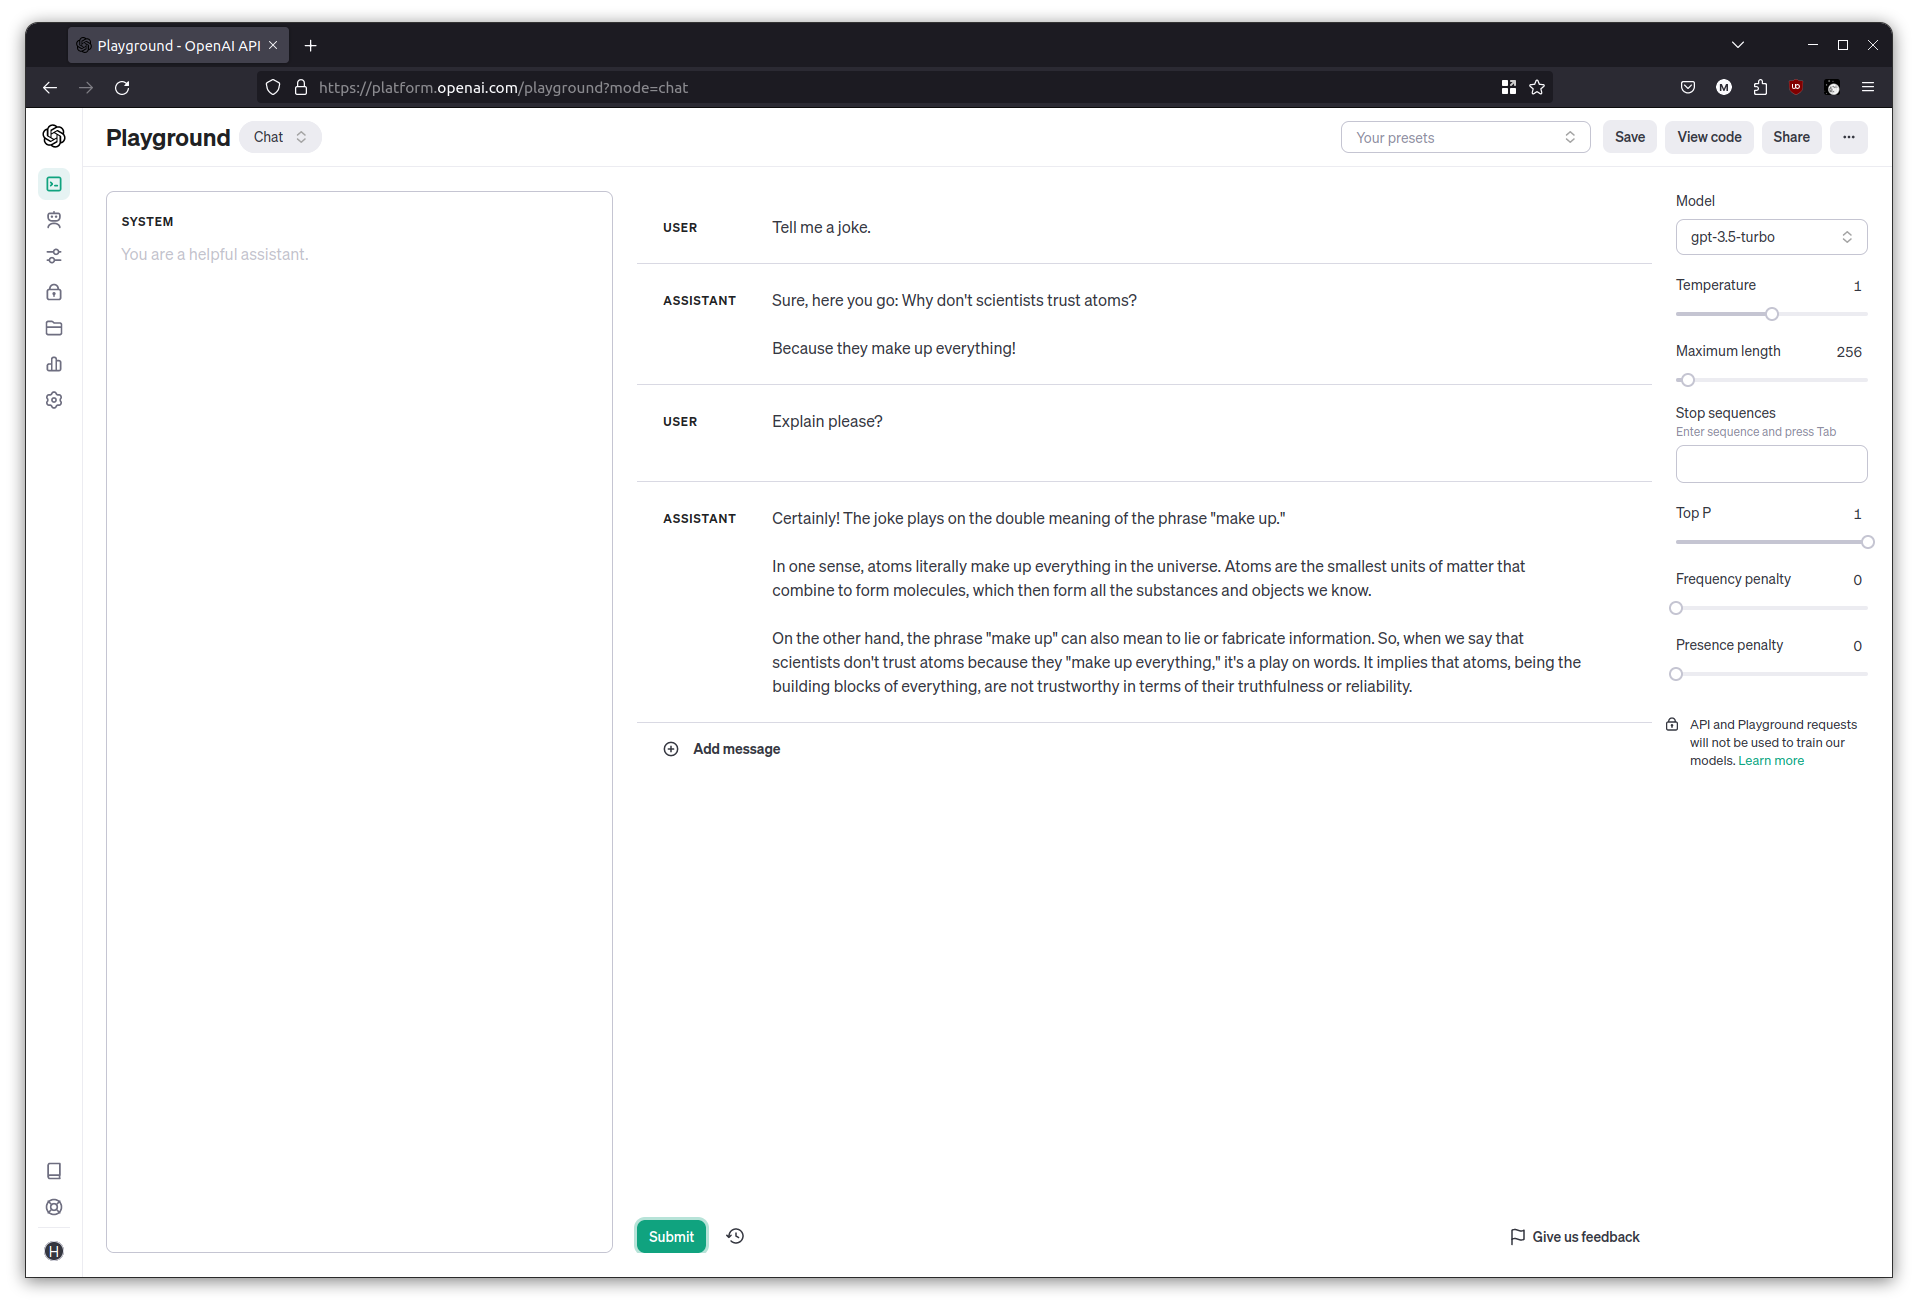 Playground - OpenAI API
https://platform.openai.com/playground?mode=chat
Playground
Chat
Your presets
Save
View code
Share
SYSTEM
You are a helpful assistant.
USER
Tell me a joke.
ASSISTANT
Sure, here you go: Why don't scientists trust atoms?
Because they make up everything!
USER
Explain please?
ASSISTANT
Certainly! The joke plays on the double meaning of the phrase "make up."
In one sense, atoms literally make up everything in the universe. Atoms are the smallest units of matter that
combine to form molecules, which then form all the substances and objects we know.
On the other hand, the phrase "make up" can also mean to lie or fabricate information. So, when we say that
scientists don't trust atoms because they "make up everything," it's a play on words. It implies that atoms, being the
building blocks of everything, are not trustworthy in terms of their truthfulness or reliability.
Add message
Submit
Give us feedback
Model
gpt-3.5-turbo
Temperature 1
Maximum length 256
Stop sequences
Enter sequence and press Tab
Top P 1
Frequency penalty 0
Presence penalty 0
API and Playground requests
will not be used to train our
models. Learn more
M
H